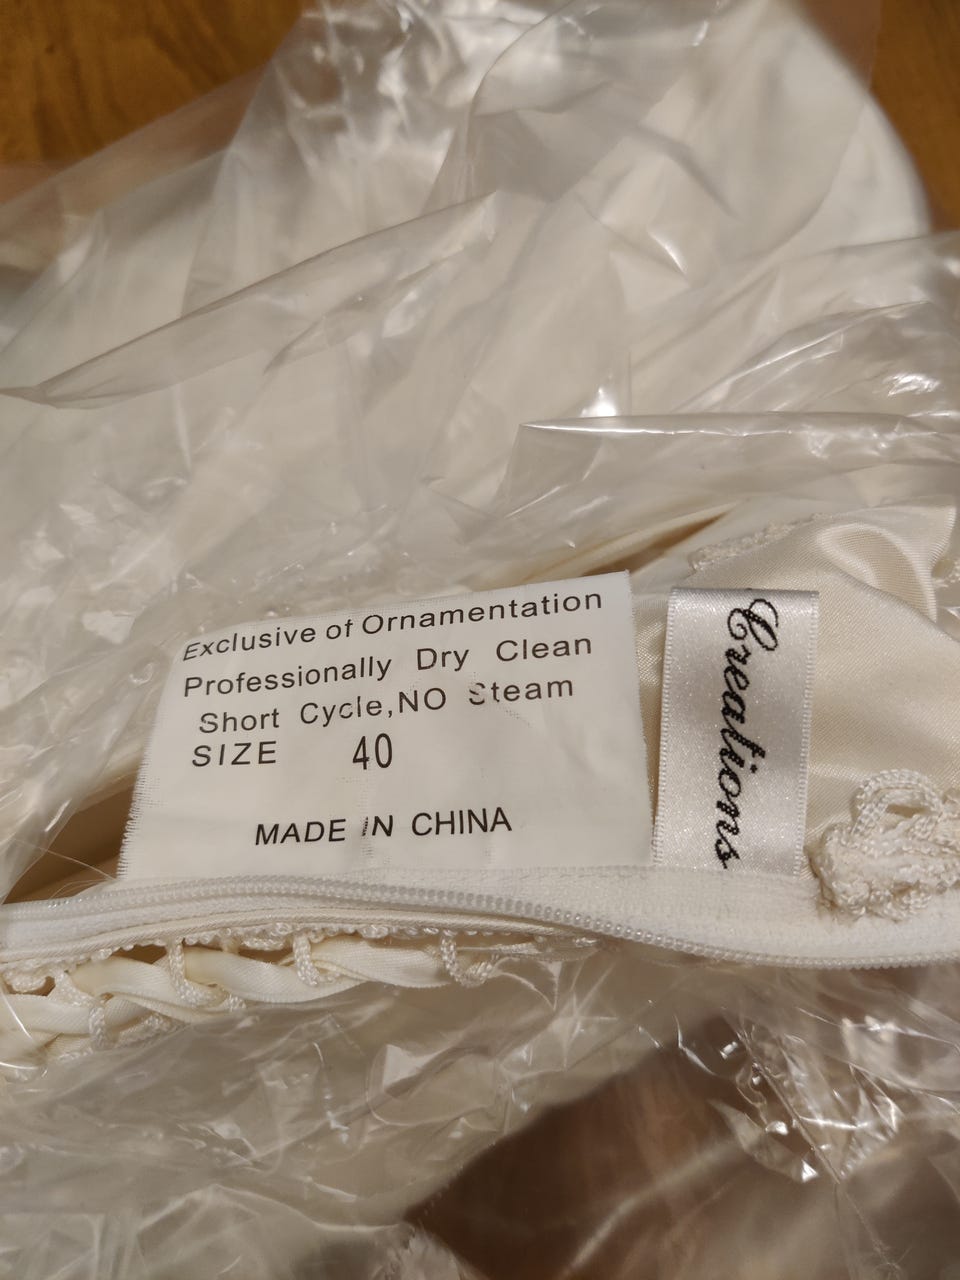 Exclusive of Ornamentation
Professionally Dry Clean
Short Cycle,NO Steam
SIZE 40
MADE IN CHINA
Creations